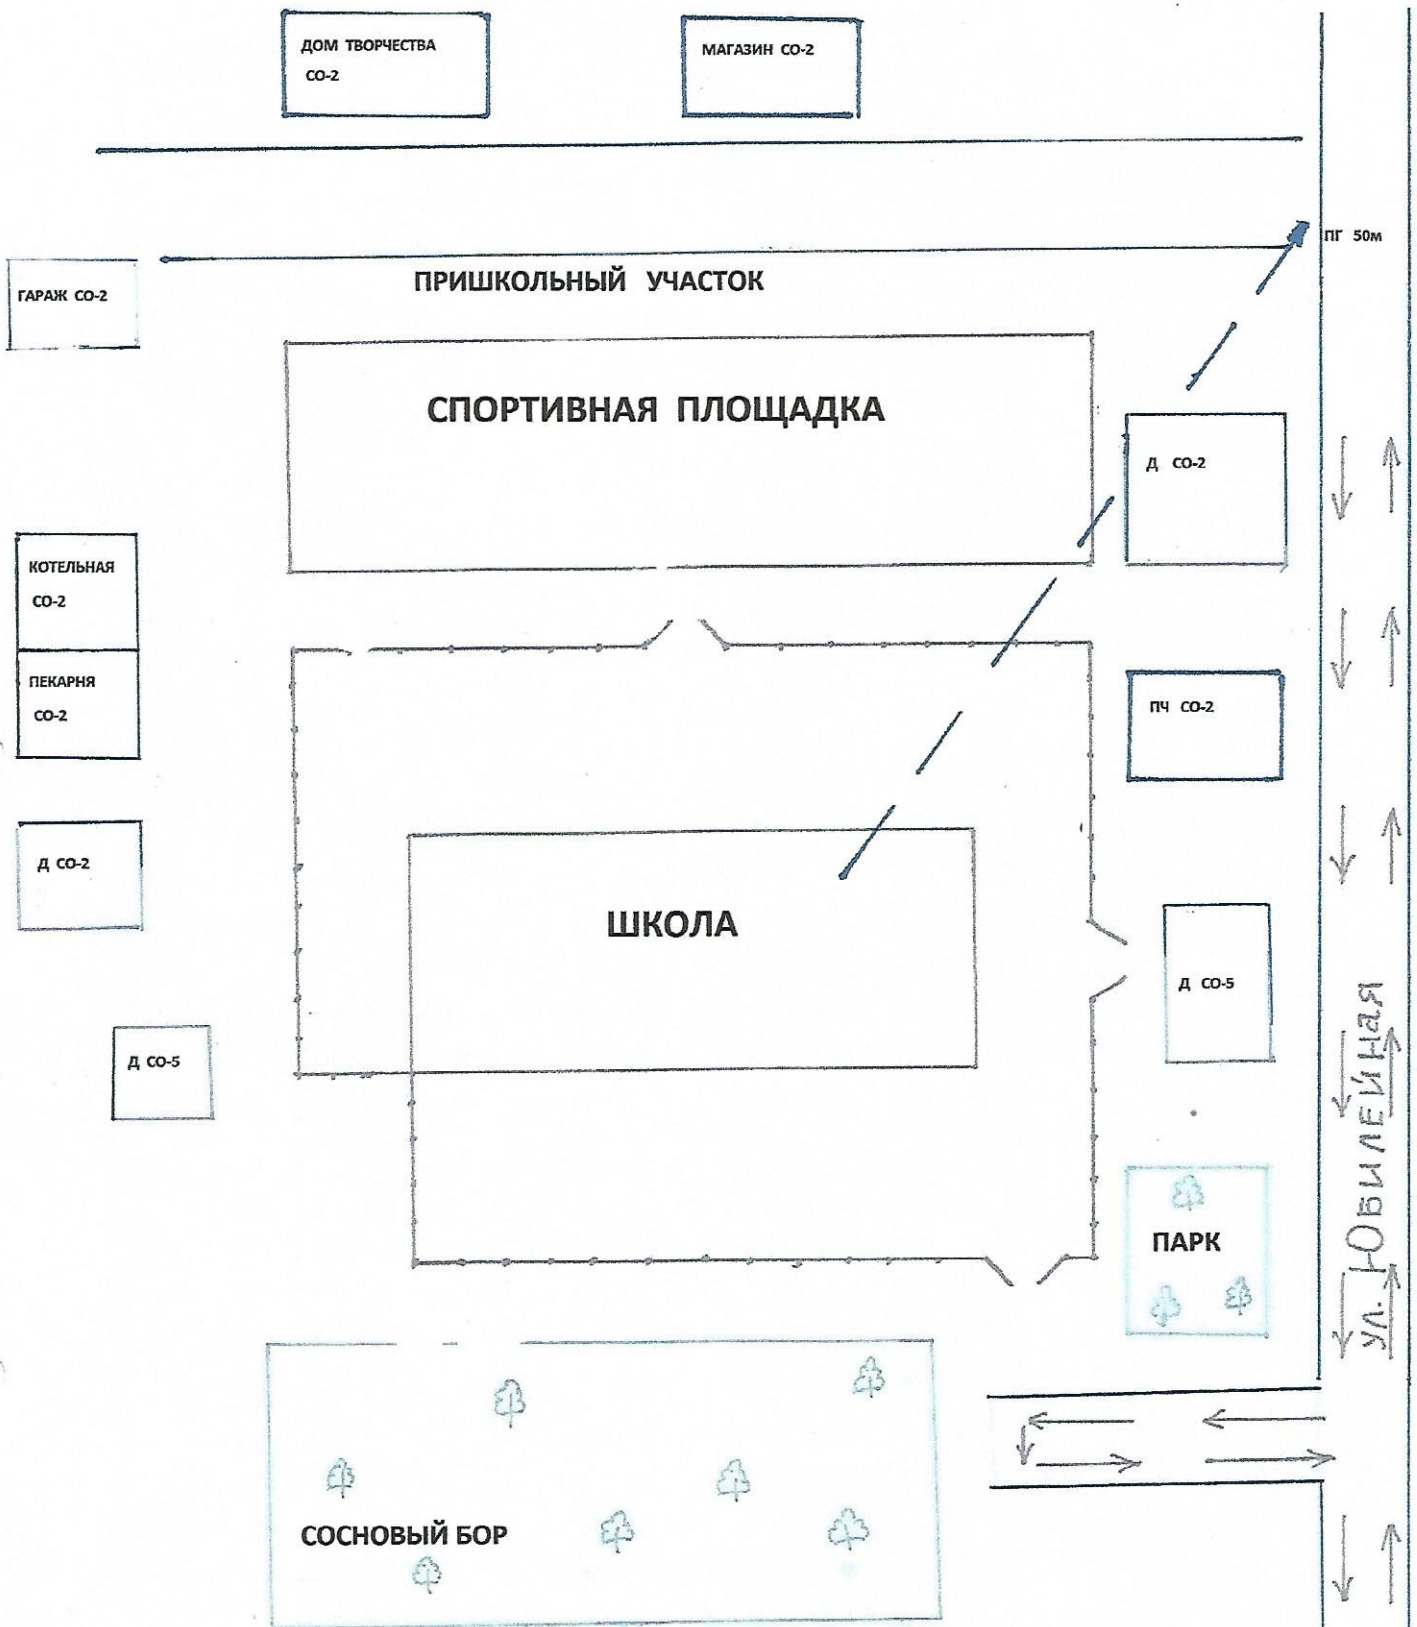 ДОМ ТВОРЧЕСТВА
СО-2
МАГАЗИН СО-2
ПГ 50м
ГАРАЖ СО-2
ПРИШКОЛЬНЫЙ УЧАСТОК
СПОРТИВНАЯ ПЛОЩАДКА
Д СО-2
КОТЕЛЬНАЯ
СО-2
ПЕКАРНЯ
СО-2
ПЧ СО-2
Д СО-2
ШКОЛА
Д СО-5
Д СО-5
ПАРК
ул. Юбилейная
СОСНОВЫЙ БОР